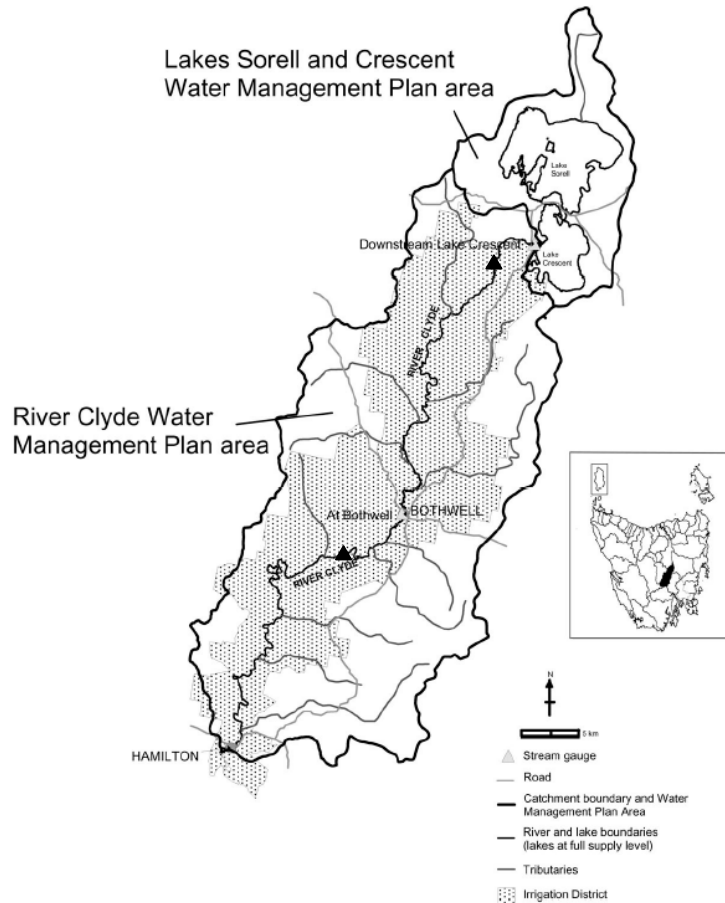 Lakes Sorell and Crescent
Water Management Plan area
Lake
Sorell
Downstream Lake Crescent
Lake
Crescent
RIVER CLYDE
River Clyde Water
Management Plan area
At Bothwell
BOTHWELL
RIVER CLYDE
HAMILTON
N
5 km
Stream gauge
Road
Catchment boundary and Water
Management Plan Area
River and lake boundaries
(lakes at full supply level)
Tributaries
Irrigation District